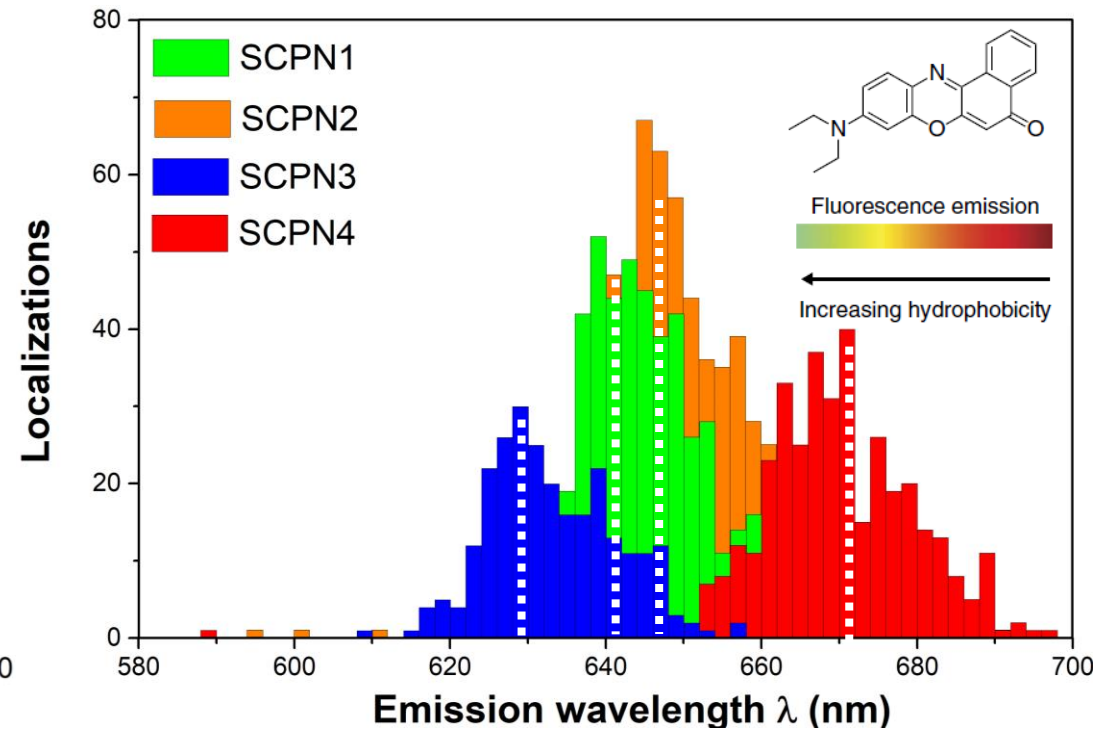 80
60
40
20
0
Localizations
SCPN1
SCPN2
SCPN3
SCPN4
N
N
O
O
Fluorescence emission
Increasing hydrophobicity
0
580 600 620 640 660 680 700
Emission wavelength λ (nm)